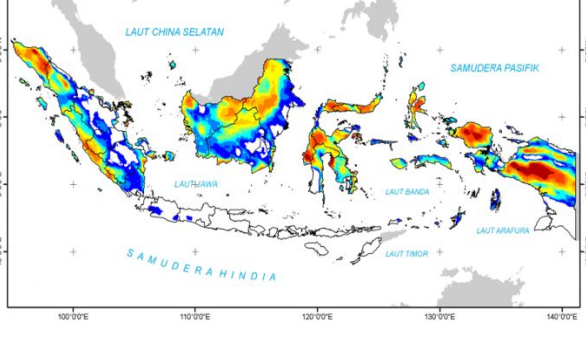 LAUT CHINA SELATAN
SAMUDERA PASIFIK
LAUT JAWA
LAUT BANDA
LAUT ARAFURA
LAUT TIMOR
SAMUDERA HINDIA
100°0'0"E 110°0'0"E 120°0'0"E 130°0'0"E 140°0'0"E